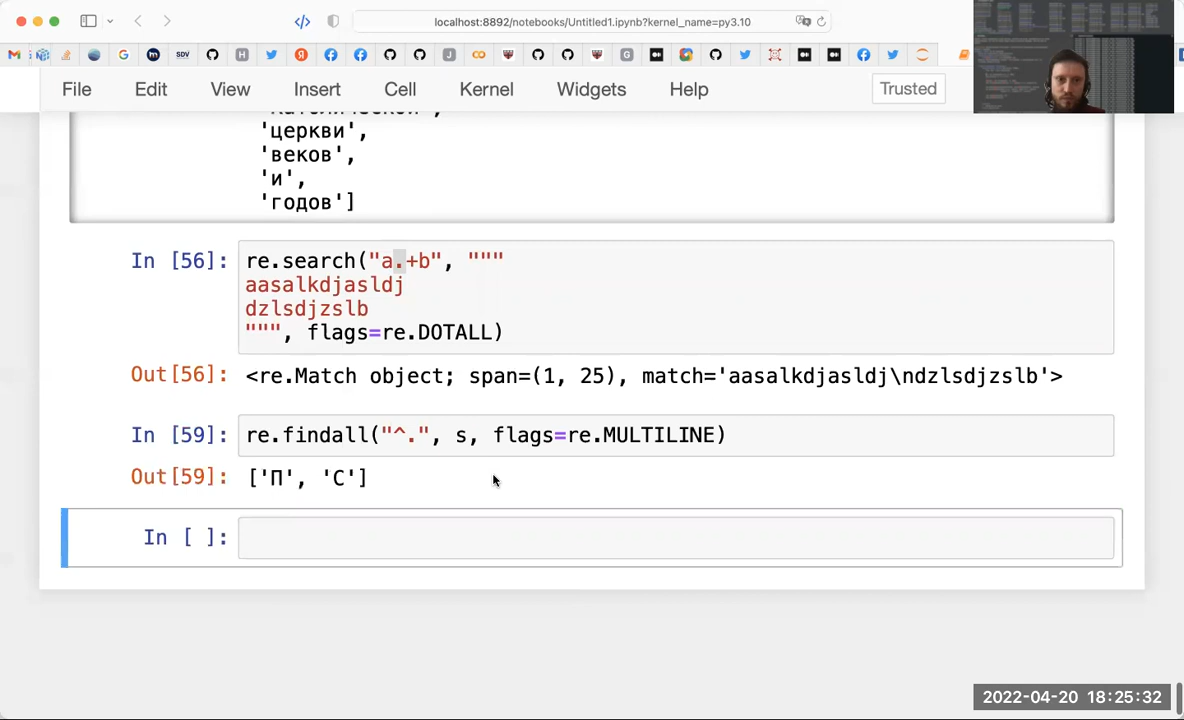 localhost:8892/notebooks/Untitled1.ipynb?kernel_name=py3.10
SDV
File Edit View Insert Cell Kernel Widgets Help Trusted
'церкви',
'веков',
'и',
'годов']
In [56]: re.search("a.+b", """
aasalkdjasldj
dzlsdjzslb
""", flags=re.DOTALL)
Out[56]: <re.Match object; span=(1, 25), match='aasalkdjasldj\ndzlsdjzslb'>
In [59]: re.findall("^.", s, flags=re.MULTILINE)
Out[59]: ['П', 'С']
In [ ]:
2022-04-20 18:25:32